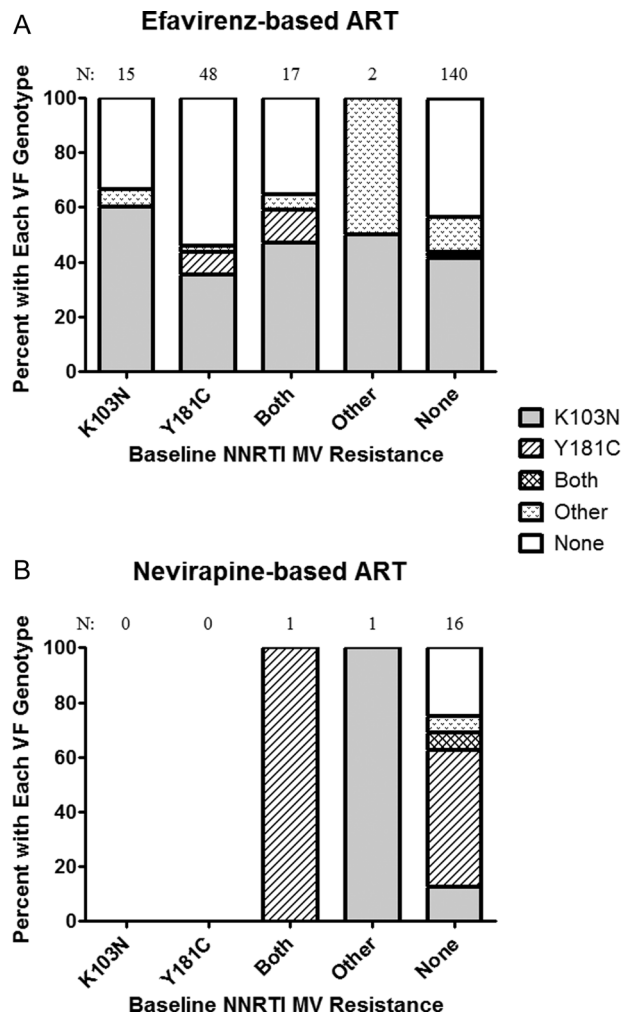 A
Efavirenz-based ART
N: 15 48 17 2 140
100
80
60
40
20
0
Percent with Each VF Genotype
K103N Y181C Both Other None
Baseline NNRTI MV Resistance
K103N
Y181C
Both
Other
None
B
Nevirapine-based ART
N: 0 0 1 1 16
100
80
60
40
20
0
Percent with Each VF Genotype
K103N Y181C Both Other None
Baseline NNRTI MV Resistance